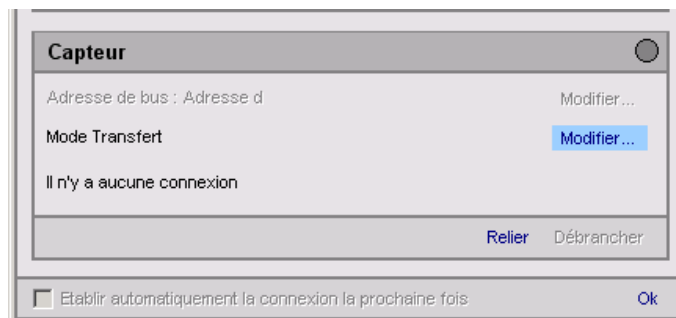 Capteur
Adresse de bus : Adresse d Modifier...
Mode Transfert Modifier...
Il n'y a aucune connexion
Relier Débrancher
Etablir automatiquement la connexion la prochaine fois Ok